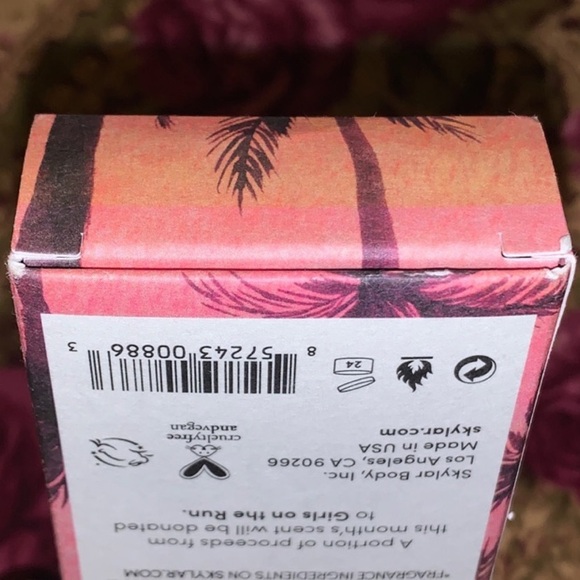 *FRAGRANCE INGREDIENTS ON SKYLAR.COM
A portion of proceeds from
this month's scent will be donated
to Girls on the Run.
Skylar Body, Inc.
Los Angeles, CA 90266
Made in USA
skylar.com
crueltyfree
andvegan
24
8 57243 00886 3